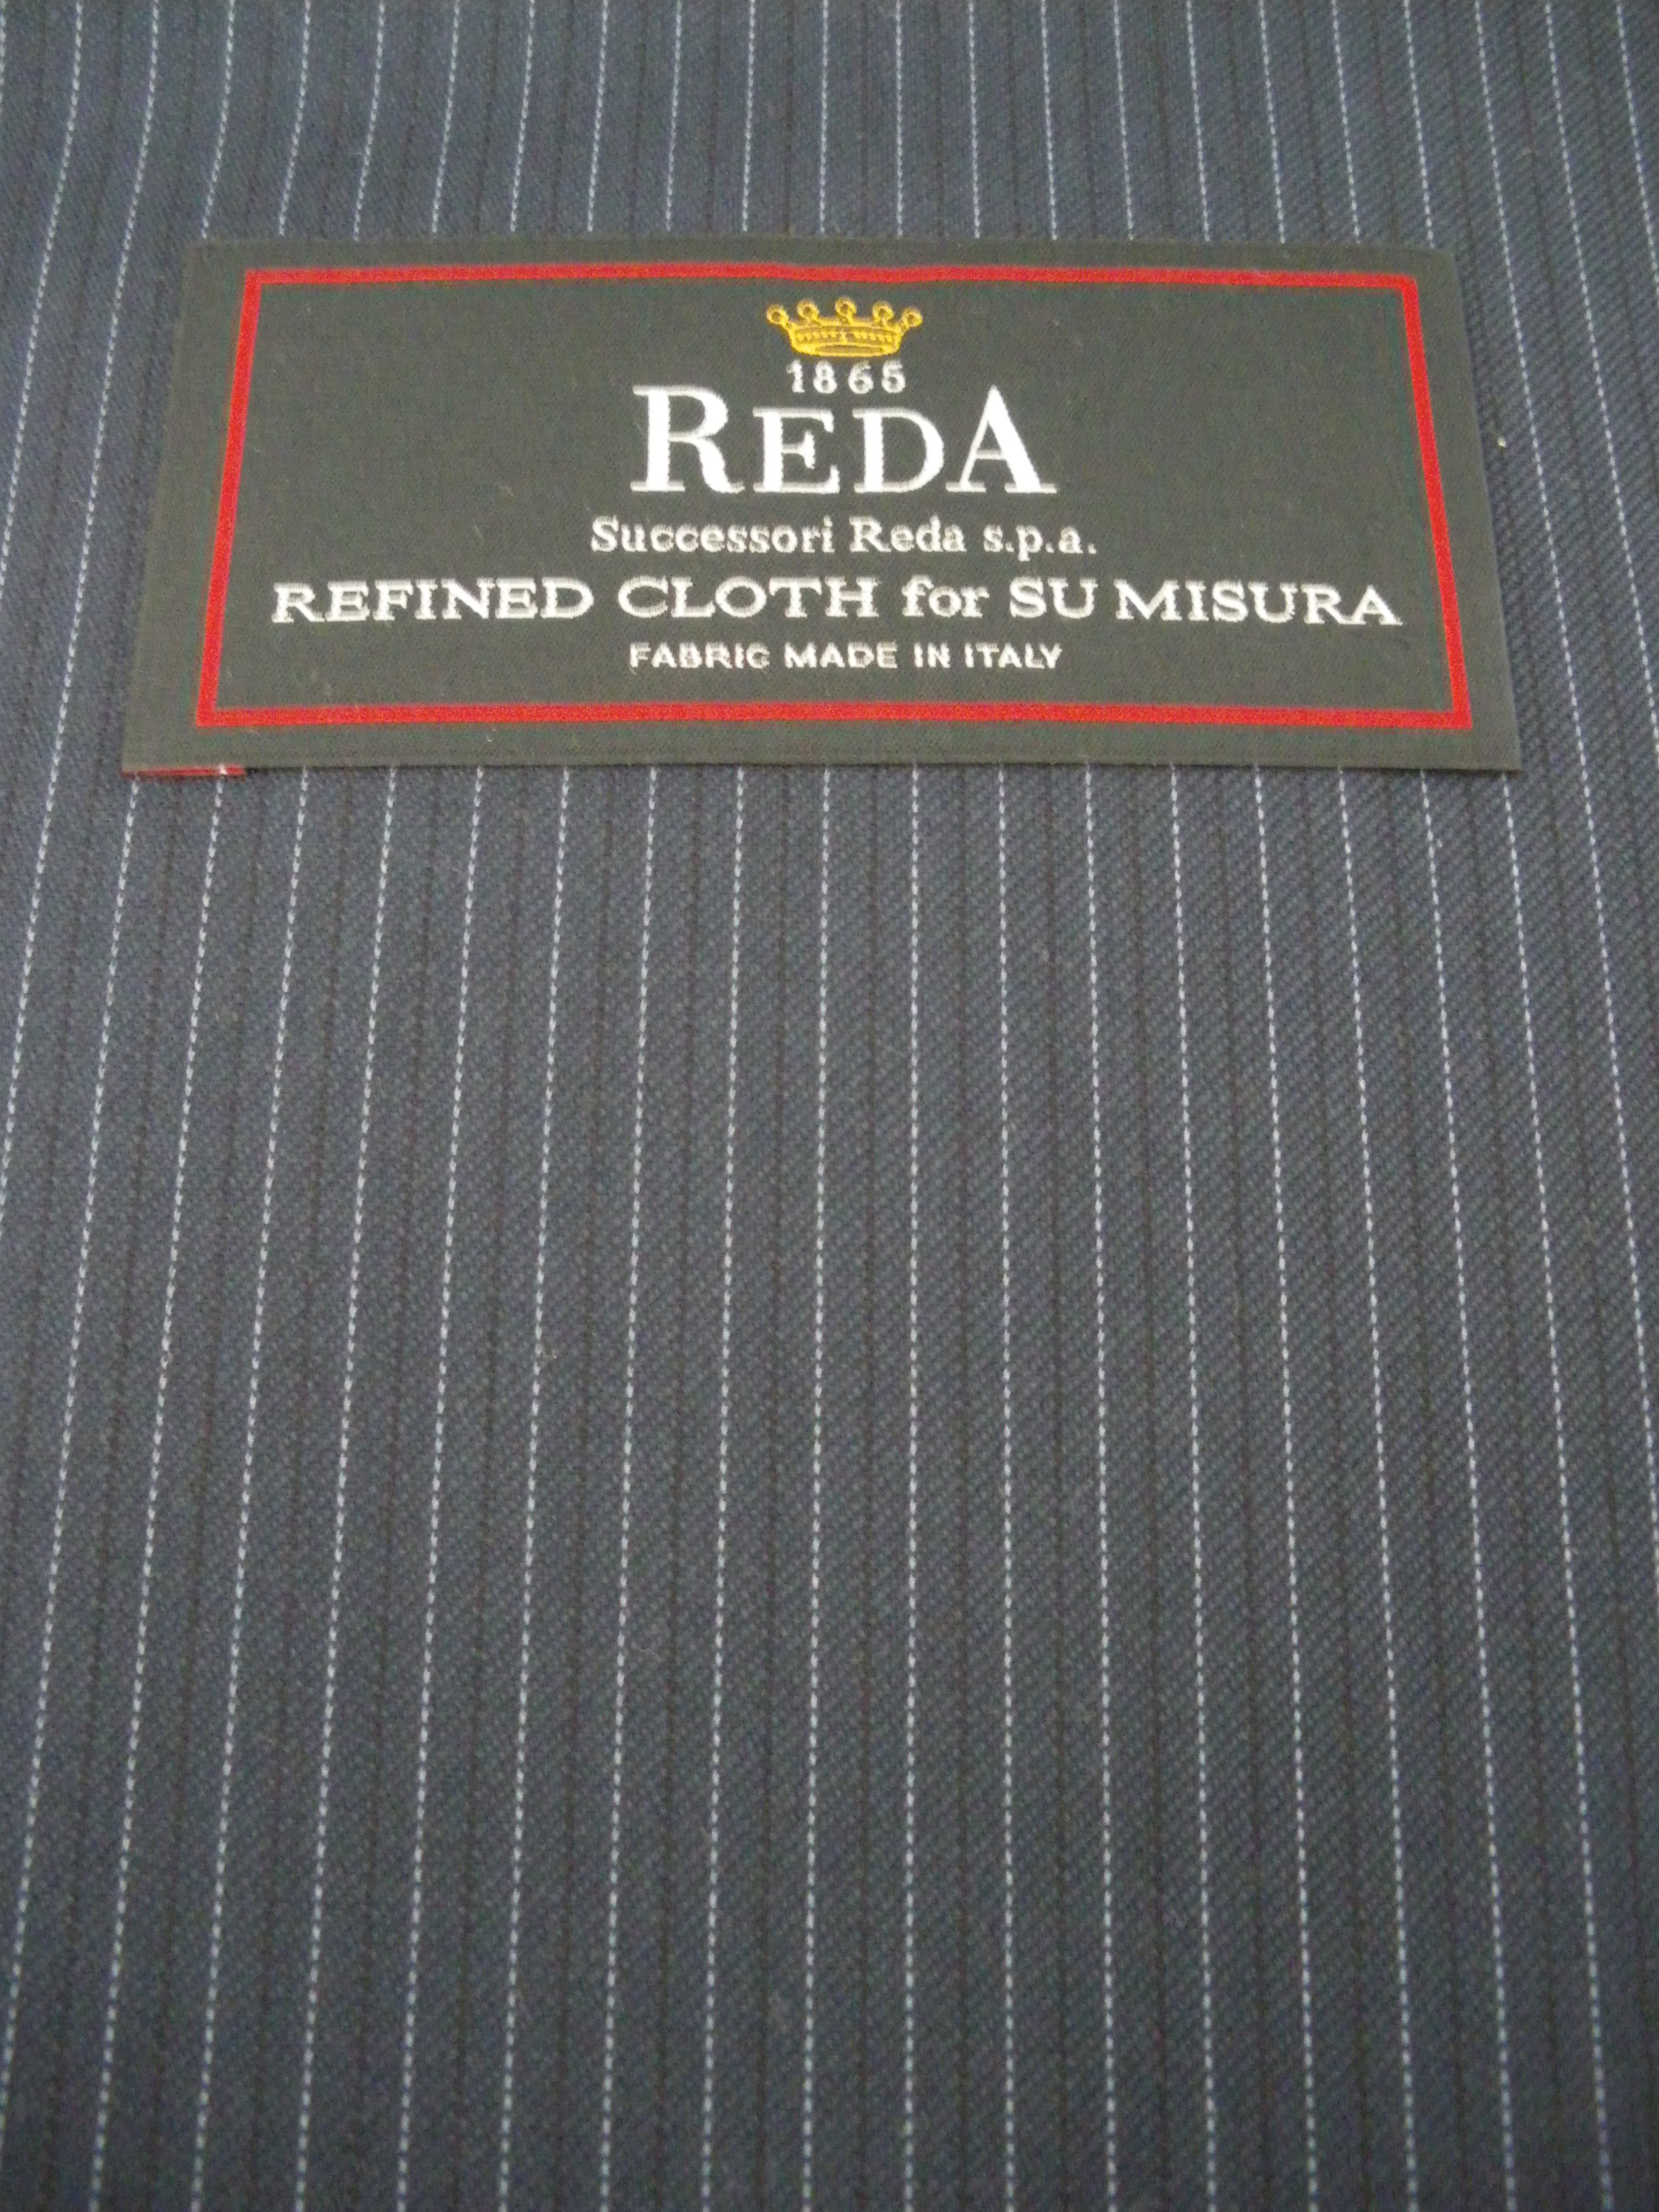 1865
REDA
Successori Reda s.p.a.
REFINED CLOTH for SU MISURA
FABRIC MADE IN ITALY